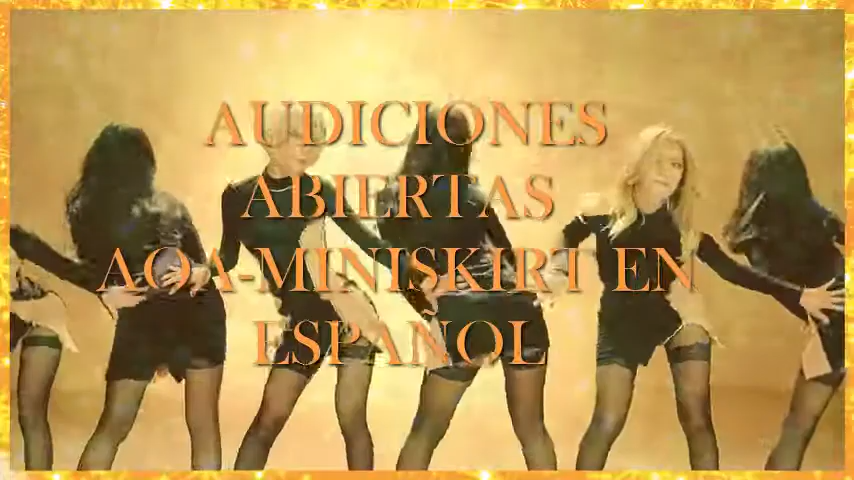 AUDICIONES
ABIERTAS
AOA-MINISKIRT EN
ESPAÑOL